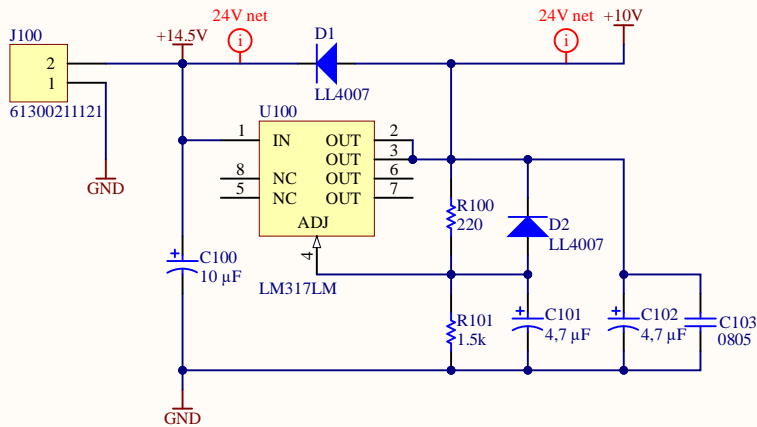 24V net
24V net
+10V
J100
+14.5V
D1
i
i
2
1
LL4007
61300211121
U100
1
IN
OUT
2
OUT
3
8
NC
OUT
6
5
NC
OUT
7
GND
R100
220
D2
LL4007
ADJ
4
C100
10 µF
LM317LM
R101
1.5k
C101
4,7 µF
C102
4,7 µF
C103
0805
GND